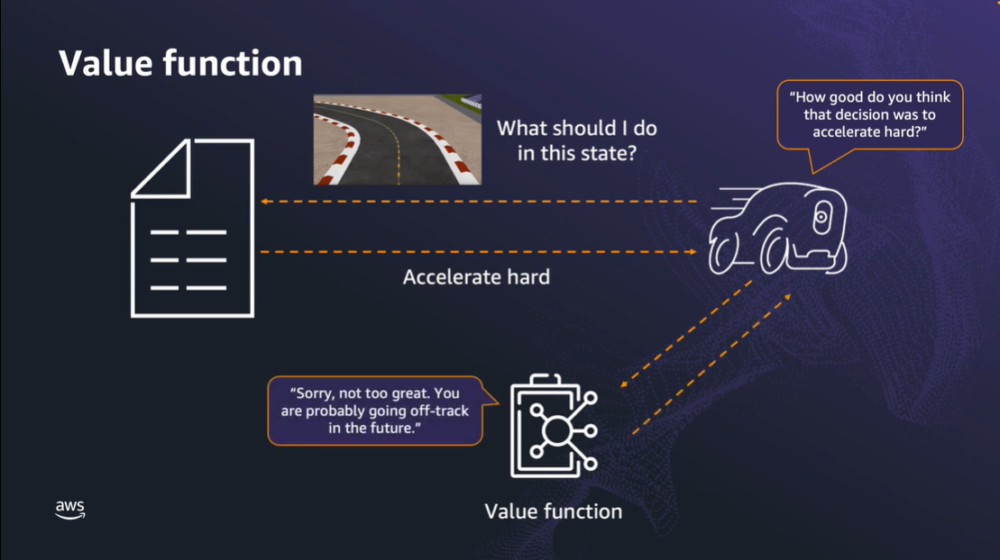 Value function
What should I do
in this state?
“How good do you think
that decision was to
accelerate hard?”
Accelerate hard
“Sorry, not too great. You
are probably going off-track
in the future.”
Value function
aws